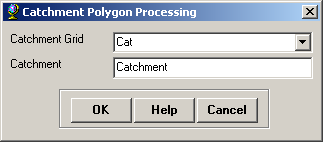 Catchment Polygon Processing
Catchment Grid Cat
Catchment Catchment
OK Help Cancel